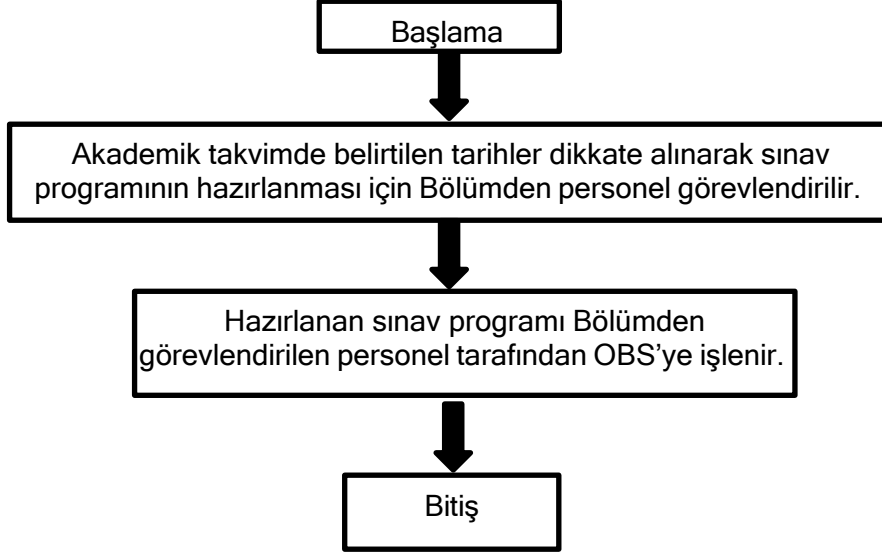 Başlama
Akademik takvimde belirtilen tarihler dikkate alınarak sınav
programının hazırlanması için Bölümden personel görevlendirilir.
Hazırlanan sınav programı Bölümden
görevlendirilen personel tarafından OBS’ye işlenir.
Bitiş